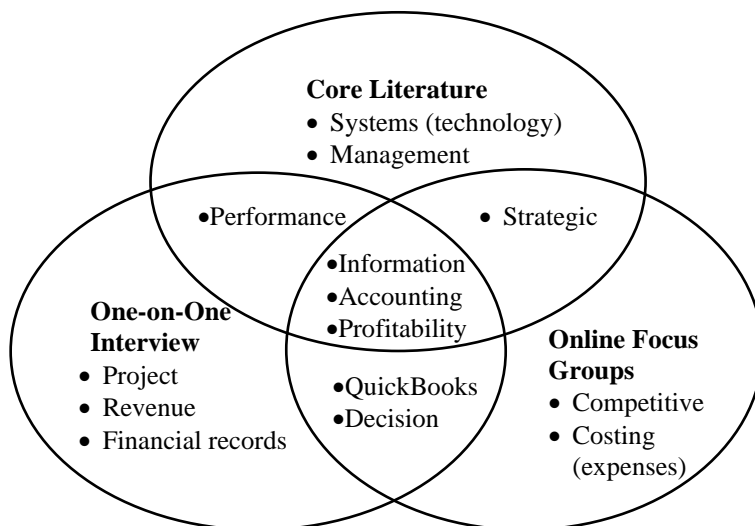 Core Literature
• Systems (technology)
• Management
•Performance
• Strategic
•Information
•Accounting
•Profitability
One-on-One
Interview
• Project
• Revenue
• Financial records
•QuickBooks
•Decision
Online Focus
Groups
• Competitive
• Costing
(expenses)